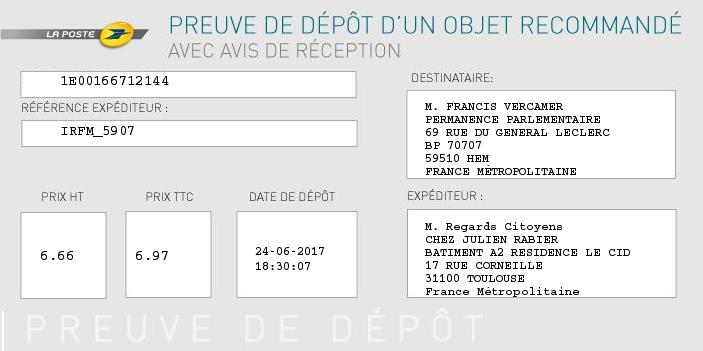 LA POSTE
PREUVE DE DÉPÔT D'UN OBJET RECOMMANDÉ
AVEC AVIS DE RÉCEPTION
1E00166712144
RÉFÉRENCE EXPÉDITEUR :
IRFM_5907
DESTINATAIRE:
M. FRANCIS VERCAMER
PERMANENCE PARLEMENTAIRE
69 RUE DU GENERAL LECLERC
BP 70707
59510 HEM
FRANCE MÉTROPOLITAINE
PRIX HT
PRIX TTC
DATE DE DÉPÔT
6.66
6.97
24-06-2017
18:30:07
EXPÉDITEUR :
M. Regards Citoyens
CHEZ JULIEN RABIER
BATIMENT A2 RESIDENCE LE CID
17 RUE CORNEILLE
31100 TOULOUSE
France Métropolitaine
PREUVE DE DÉPÔT